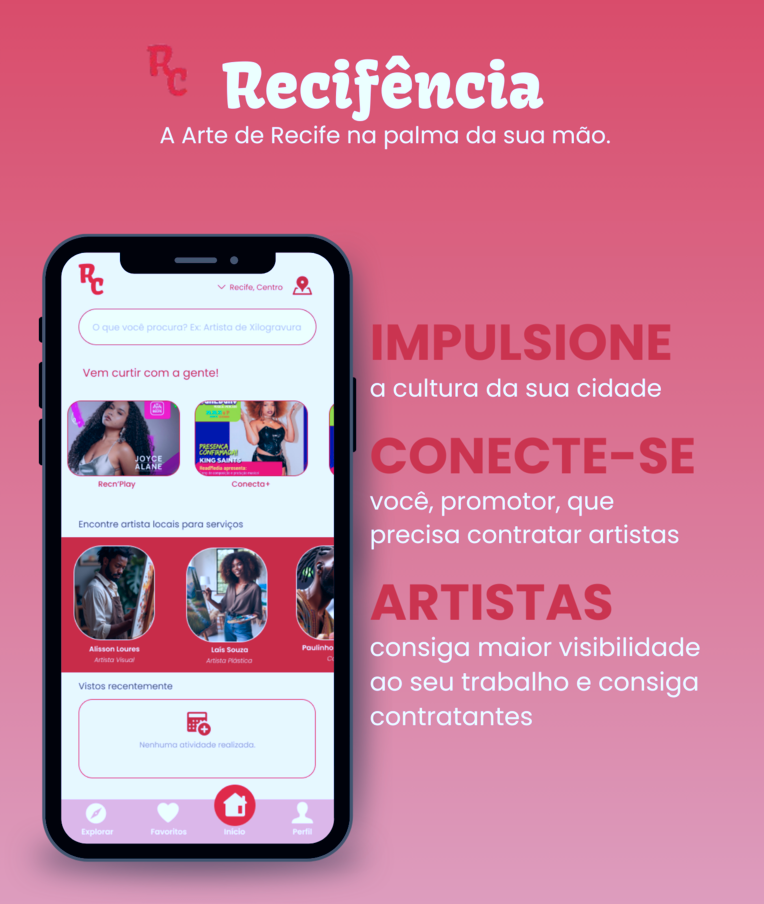 RC
Recifência
A Arte de Recife na palma da sua mão.
RC
Recife, Centro
O que você procura? Ex: Artista de Xilogravura
Vem curtir com a gente!
JOYCE
ALANE
PRESENÇA
CONFIRMADA
KING SAINTS
Recn'Play
Conecta+
Encontre artista locais para serviços
Alisson Loures
Artista Visual
Laís Souza
Artista Plástica
Paulinho
Vistos recentemente
Nenhuma atividade realizada.
Explorar
Favoritos
Início
Perfil
IMPULSIONE
a cultura da sua cidade
CONECTE-SE
você, promotor, que
precisa contratar artistas
ARTISTAS
consiga maior visibilidade
ao seu trabalho e consiga
contratantes